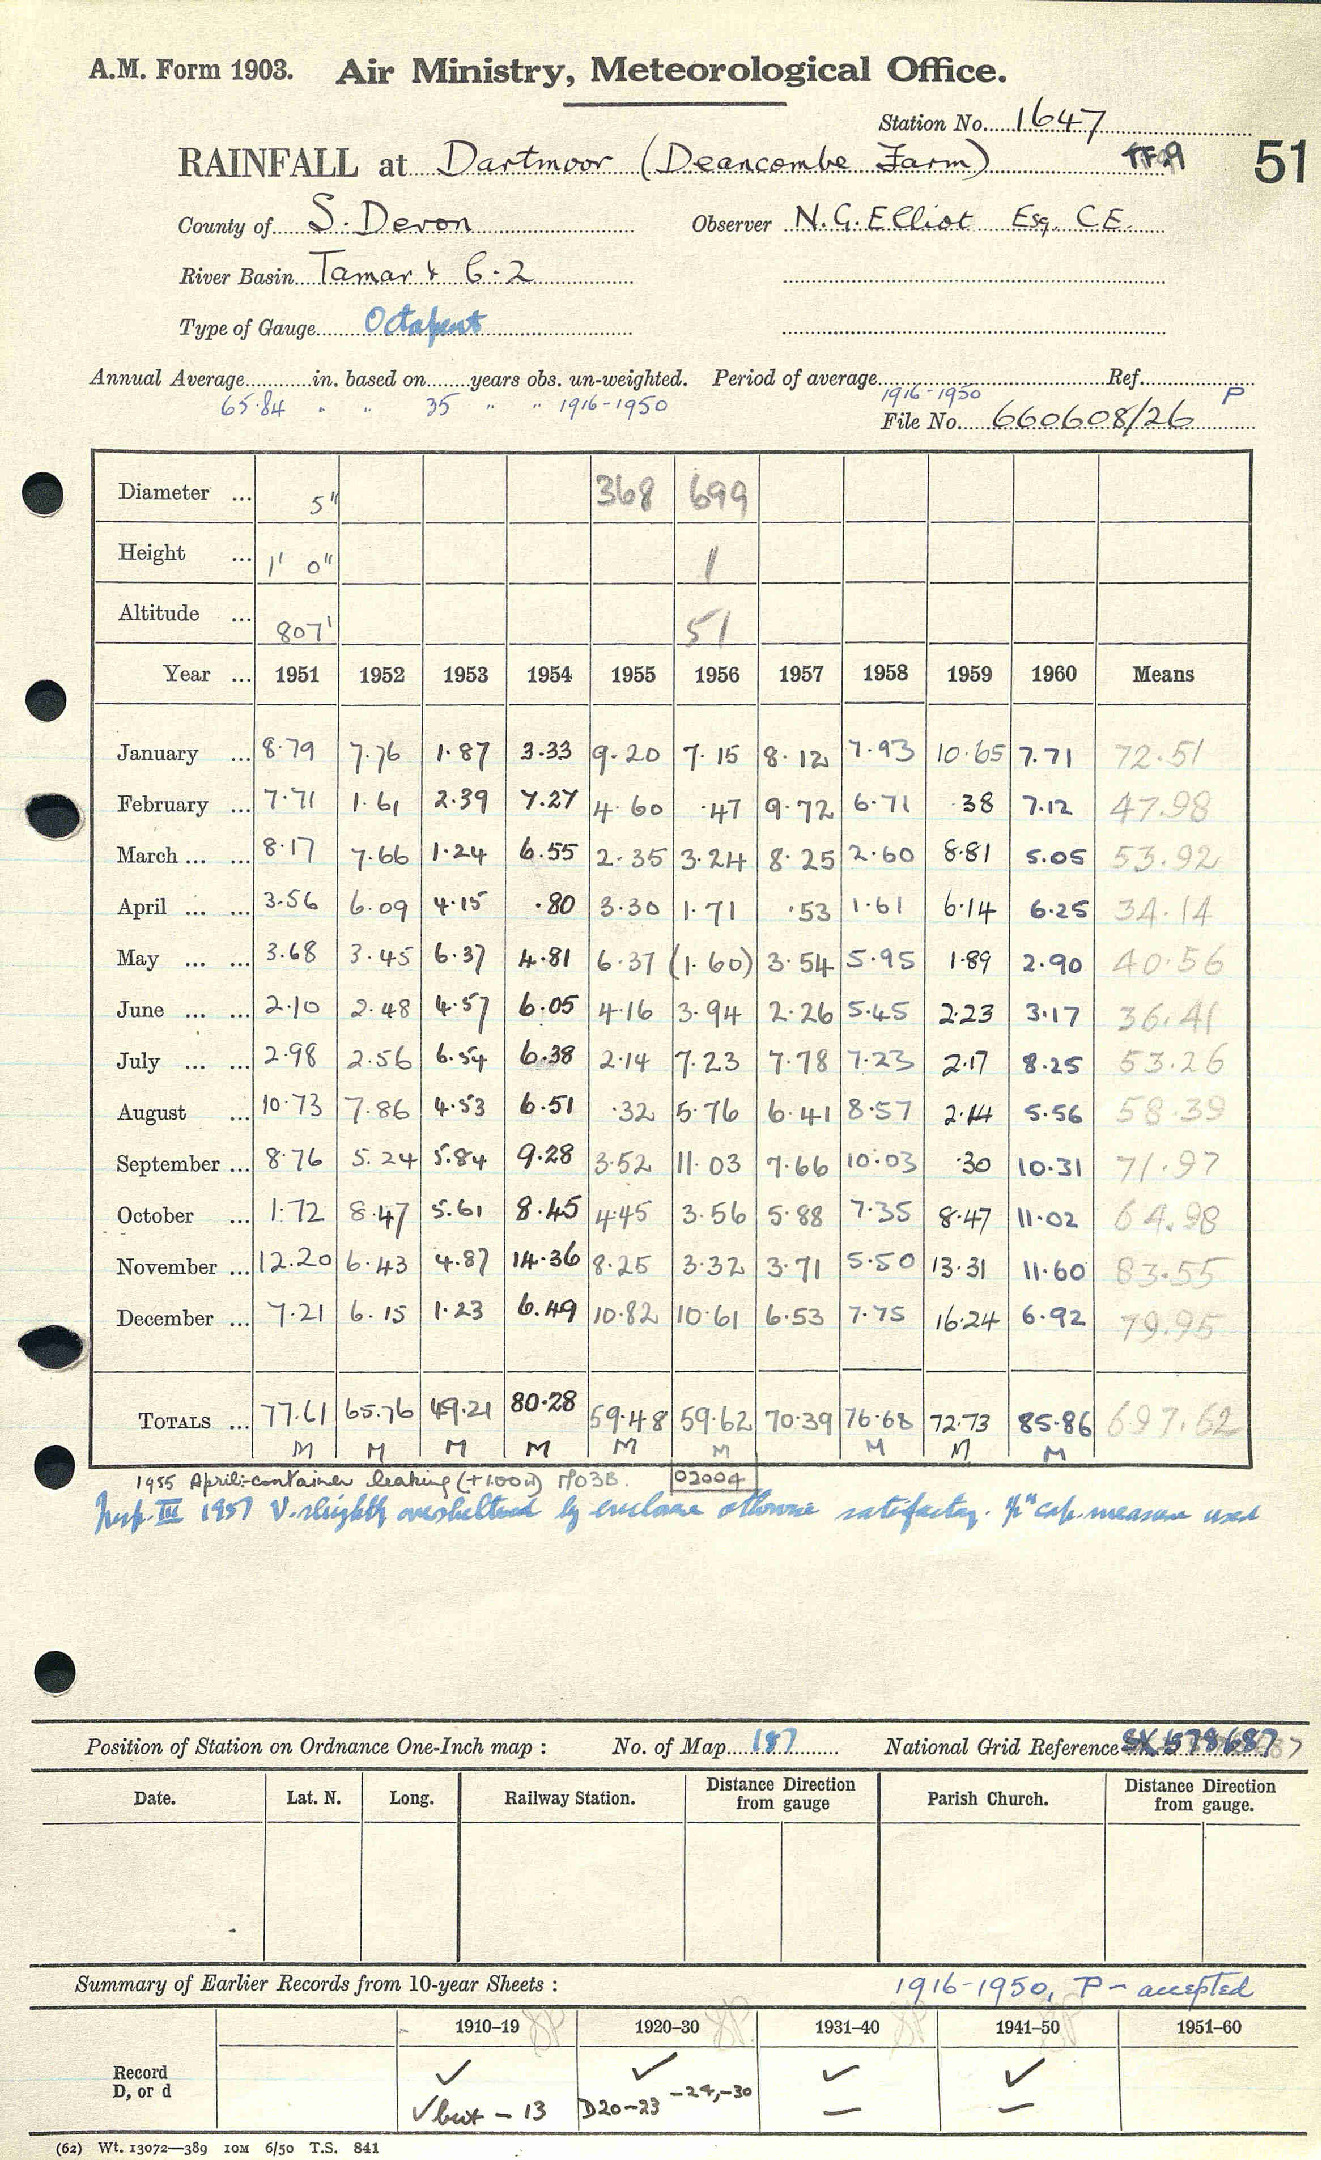 A.M. Form 1903. Air Ministry, Meteorological Office.
Station No. 1647
RAINFALL at Dartmoor (Deancombe Farm)
51
County of S. Devon Observer N.G. Elliot Esq. C.E.
River Basin Tamar & 6.2
Type of Gauge Octapent
Annual Average in. based on years obs. un-weighted. Period of average Ref.
65.84 " " 35 " " 1916-1950 1916-1950 P
File No. 660608/26
Diameter ... 5" 368 699
Height ... 1' 0" 1
Altitude ... 807' 51
Year ... 1951 1952 1953 1954 1955 1956 1957 1958 1959 1960 Means
January ... 8.79 7.76 1.87 3.33 9.20 7.15 8.12 7.93 10.65 7.71 72.51
February ... 7.71 1.61 2.39 7.27 4.60 .47 9.72 6.71 .38 7.12 47.98
March ... ... 8.17 7.66 1.24 6.55 2.35 3.24 8.25 2.60 8.81 5.05 53.92
April ... ... 3.56 6.09 4.15 .80 3.30 1.71 .53 1.61 6.14 6.25 34.14
May ... ... 3.68 3.45 6.37 4.81 6.37 (1.60) 3.54 5.95 1.89 2.90 40.56
June ... ... 2.10 2.48 4.57 6.05 4.16 3.94 2.26 5.45 2.23 3.17 36.41
July ... ... 2.98 2.56 6.54 6.38 2.14 7.23 7.78 7.23 2.17 8.25 53.26
August ... 10.73 7.86 4.53 6.51 .32 5.76 6.41 8.57 2.14 5.56 58.39
September ... 8.76 5.24 5.84 9.28 3.52 11.03 7.66 10.03 .30 10.31 71.97
October ... 1.72 8.47 5.61 8.45 4.45 3.56 5.88 7.35 8.47 11.02 64.98
November ... 12.20 6.43 4.87 14.36 8.25 3.32 3.71 5.50 13.31 11.60 83.55
December ... 7.21 6.15 1.23 6.49 10.82 10.61 6.53 7.75 16.24 6.92 79.95
TOTALS ... 77.61 65.76 49.21 80.28 59.48 59.62 70.39 76.68 72.73 85.86 697.62
M M M M M M M M M
1955 April:-container leaking (+1.00in) MO3B. 02004
Insp. III 1957 V. slightly oversheltered by enclosure otherwise satisfactory. cap. measure used
Position of Station on Ordnance One-Inch map : No. of Map 187 National Grid Reference SX 578687
Date. Lat. N. Long. Railway Station. Distance Direction from gauge Parish Church. Distance Direction from gauge.
Summary of Earlier Records from 10-year Sheets : 1916-1950, P - accepted
1910-19 1920-30 1931-40 1941-50 1951-60
Record ✓ ✓ ✓ ✓
D, or d ✓ but - 13 D20-23 -24,-30 — —
(62) Wt. 13072—389 10M 6/50 T.S. 841